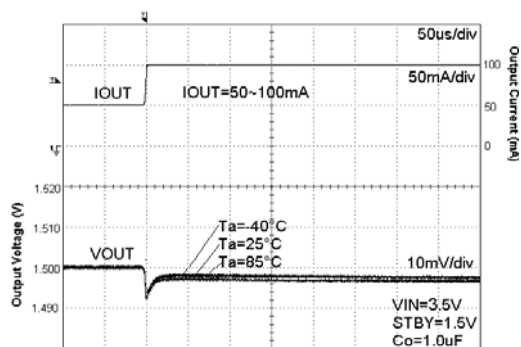 50us/div
50mA/div
100
IOUT
IOUT=50~100mA
50
0
Output Current (mA)
1.520
1.510
1.500
1.490
Output Voltage (V)
VOUT
Ta=-40°C
Ta=25°C
Ta=85°C
10mV/div
VIN=3.5V
STBY=1.5V
Co=1.0uF